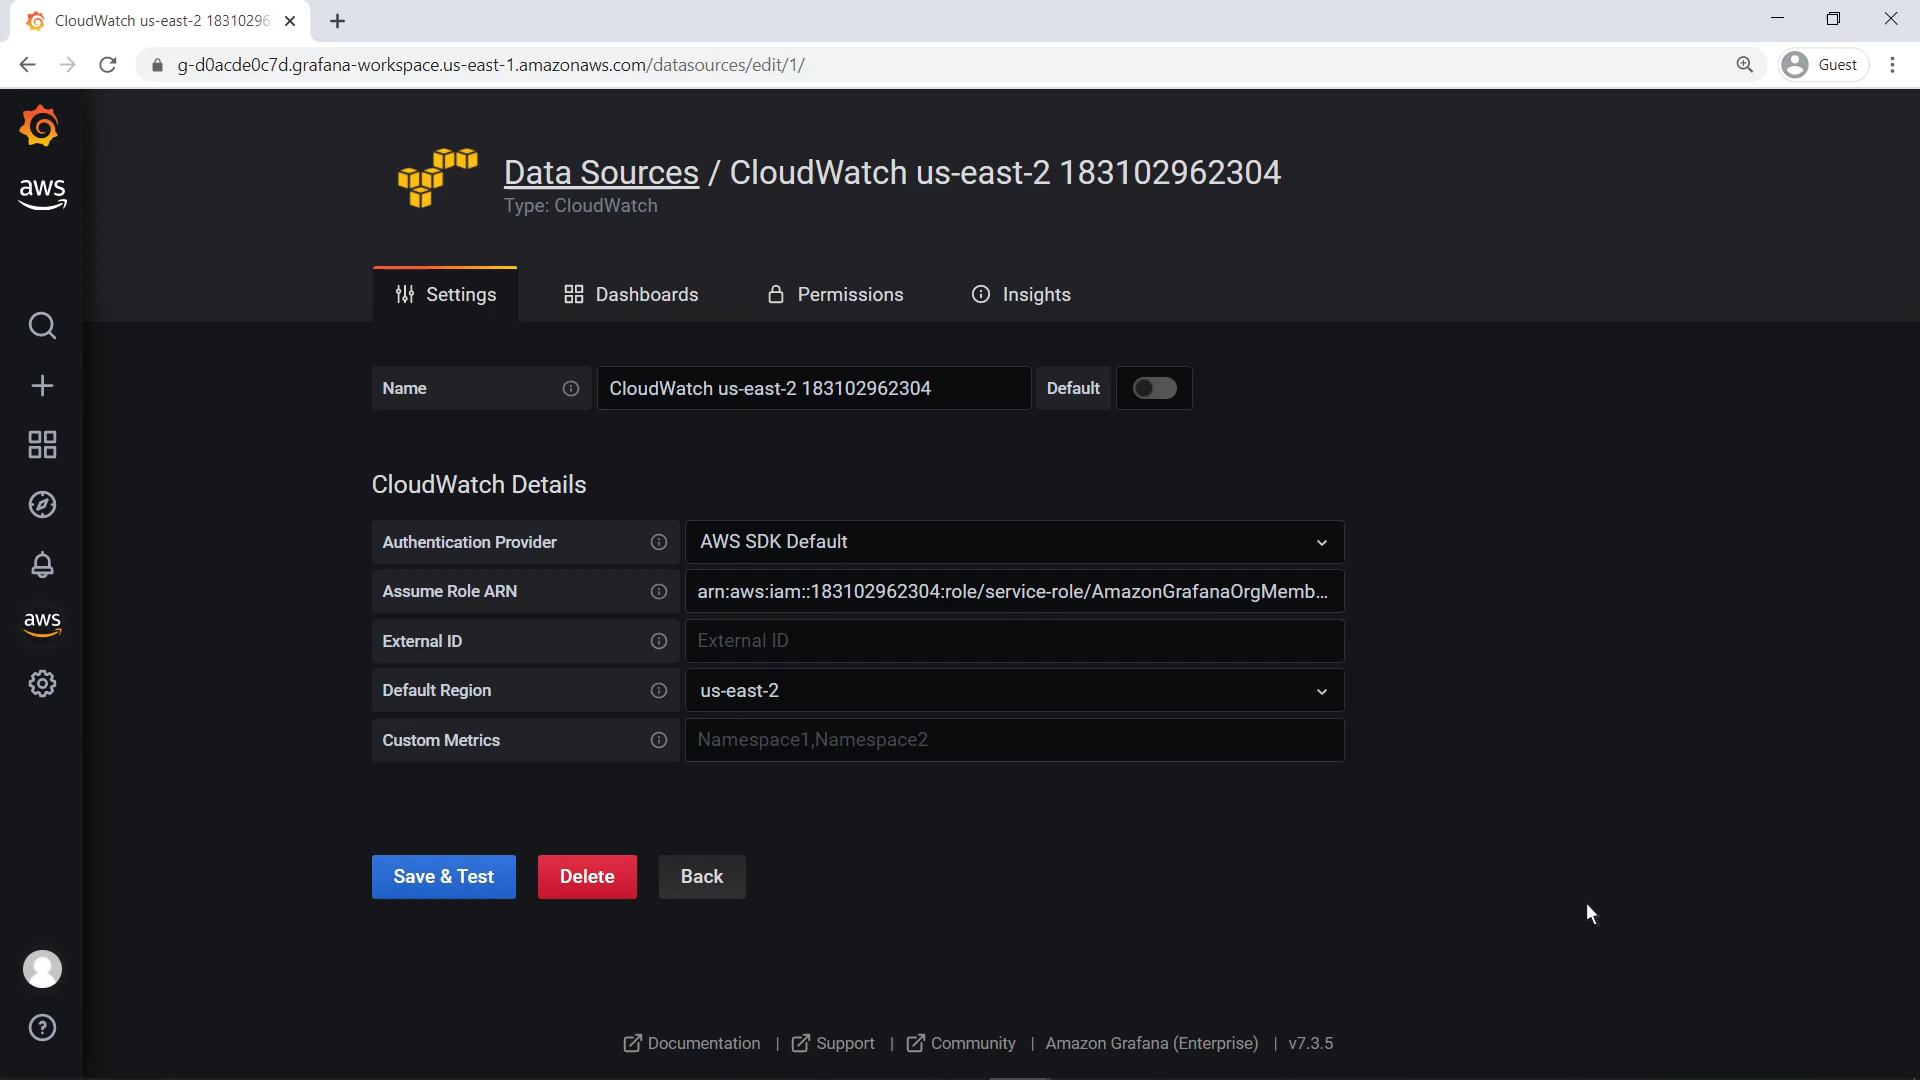 CloudWatch us-east-2 18310296
g-d0acde0c7d.grafana-workspace.us-east-1.amazonaws.com/datasources/edit/1/
Guest
aws
Data Sources / CloudWatch us-east-2 183102962304
Type: CloudWatch
Settings
Dashboards
Permissions
Insights
Name
CloudWatch us-east-2 183102962304
Default
CloudWatch Details
Authentication Provider
AWS SDK Default
Assume Role ARN
arn:aws:iam::183102962304:role/service-role/AmazonGrafanaOrgMemb...
External ID
External ID
aws
Default Region
us-east-2
Custom Metrics
Namespace1,Namespace2
Save & Test
Delete
Back
Documentation | Support | Community | Amazon Grafana (Enterprise) | v7.3.5